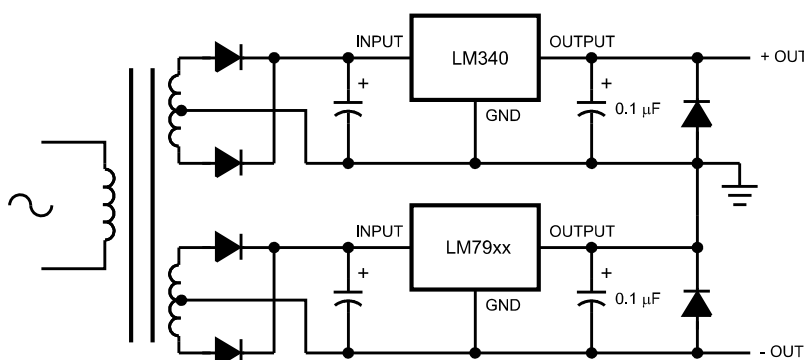 INPUT LM340 OUTPUT + OUT
+ +
GND 0.1 μF
INPUT LM79xx OUTPUT
+ +
GND 0.1 μF
- OUT